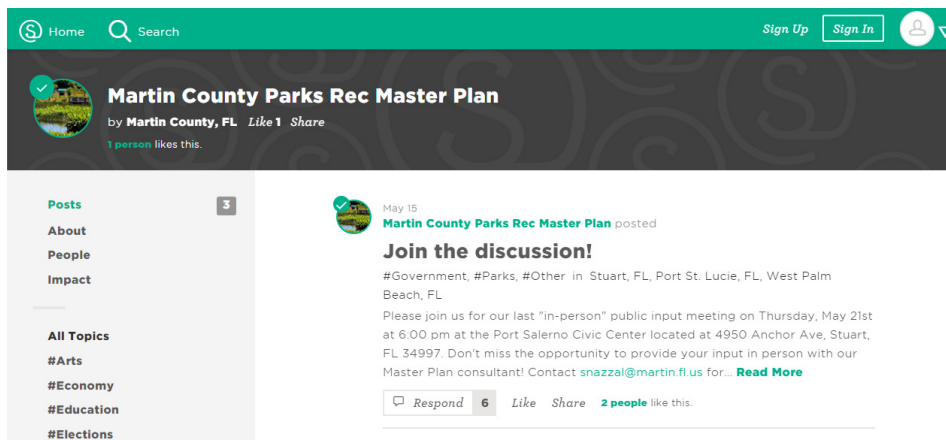 Home Search Sign Up Sign In
Martin County Parks Rec Master Plan
by Martin County, FL Like 1 Share
1 person likes this.
Posts 3
About
People
Impact
All Topics
#Arts
#Economy
#Education
#Elections
May 15
Martin County Parks Rec Master Plan posted
Join the discussion!
#Government, #Parks, #Other in Stuart, FL, Port St. Lucie, FL, West Palm
Beach, FL
Please join us for our last "in-person" public input meeting on Thursday, May 21st
at 6:00 pm at the Port Salerno Civic Center located at 4950 Anchor Ave, Stuart,
FL 34997. Don't miss the opportunity to provide your input in person with our
Master Plan consultant! Contact snazzal@martin.fl.us for... Read More
Respond 6 Like Share 2 people like this.